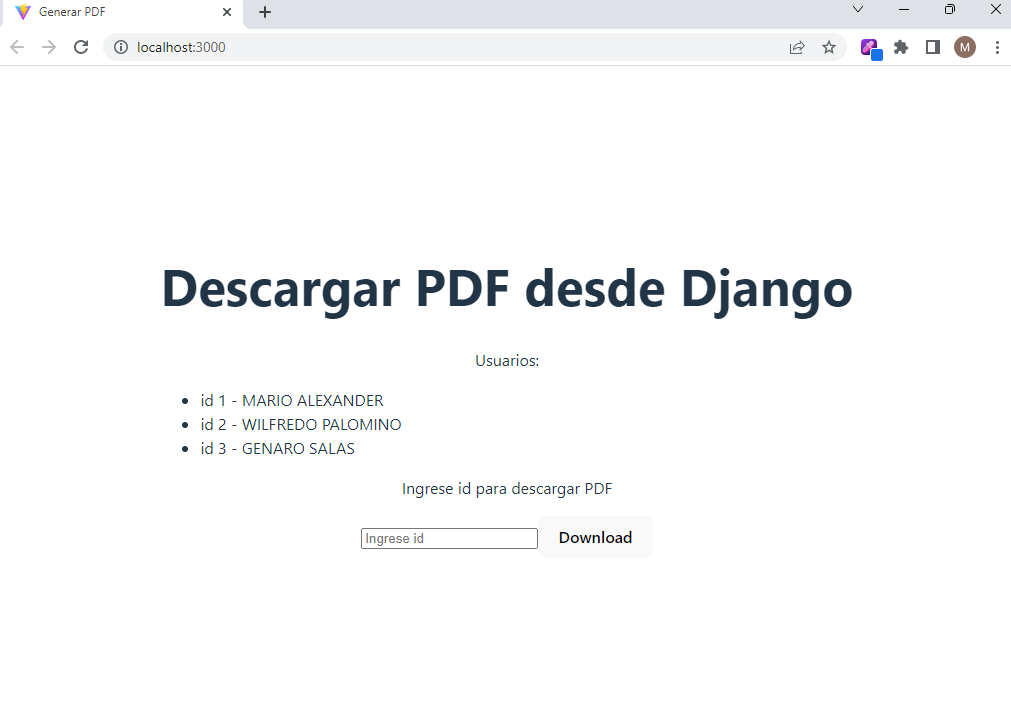 Generar PDF
localhost:3000
M
Descargar PDF desde Django
Usuarios:
id 1 - MARIO ALEXANDER
id 2 - WILFREDO PALOMINO
id 3 - GENARO SALAS
Ingrese id para descargar PDF
Ingrese id Download